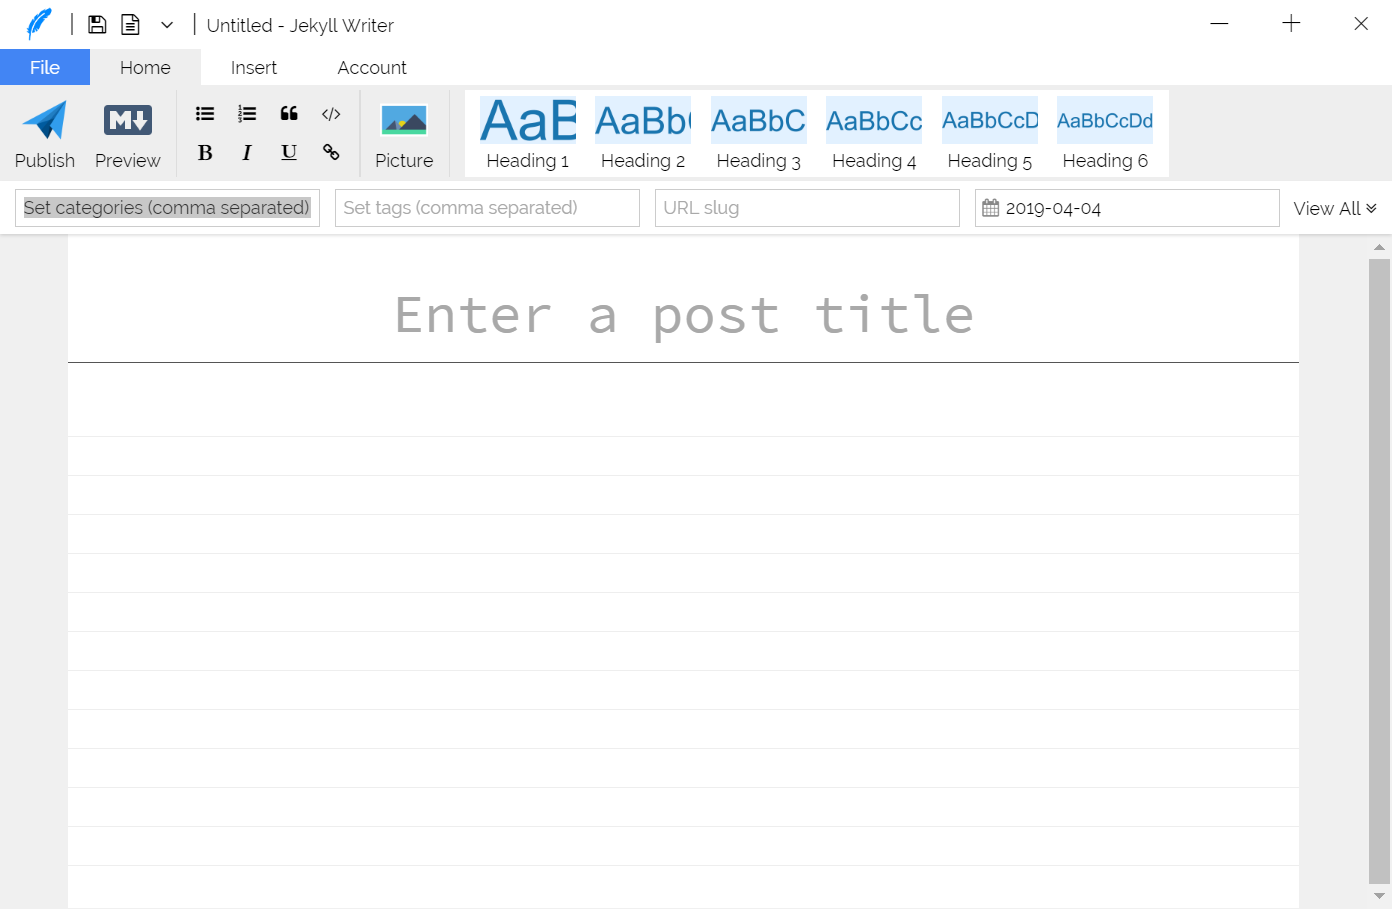 Untitled - Jekyll Writer
File Home Insert Account
M
B I U
</>
AaB AaBb AaBbC AaBbCc AaBbCcD AaBbCcDd
Publish Preview Picture Heading 1 Heading 2 Heading 3 Heading 4 Heading 5 Heading 6
Set categories (comma separated) Set tags (comma separated) URL slug 2019-04-04 View All
Enter a post title